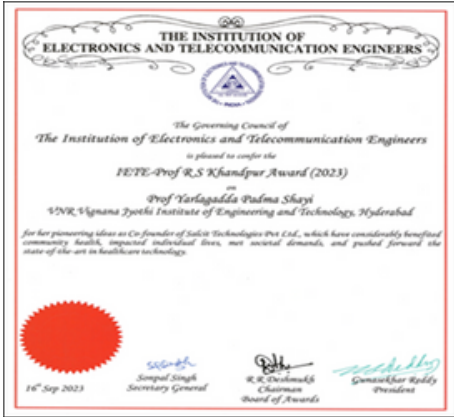 THE INSTITUTION OF
ELECTRONICS AND TELECOMMUNICATION ENGINEERS
The Governing Council of
The Institution of Electronics and Telecommunication Engineers
is pleased to confer the
IETE-Prof R S Khandpur Award (2023)
on
Prof Yarlagadda Padma Shayi
VNR Vignana Jyothi Institute of Engineering and Technology, Hyderabad
for her pioneering ideas as Co-founder of Salcit Technologies Pvt Ltd., which have considerably benefited
community health, impacted individual lives, met societal demands, and pushed forward the
state-of-the-art in healthcare technology.
16th Sep 2023
Sonpal Singh
Secretary General
R K Deshmukh
Chairman
Board of Awards
Gunasekhar Reddy
President